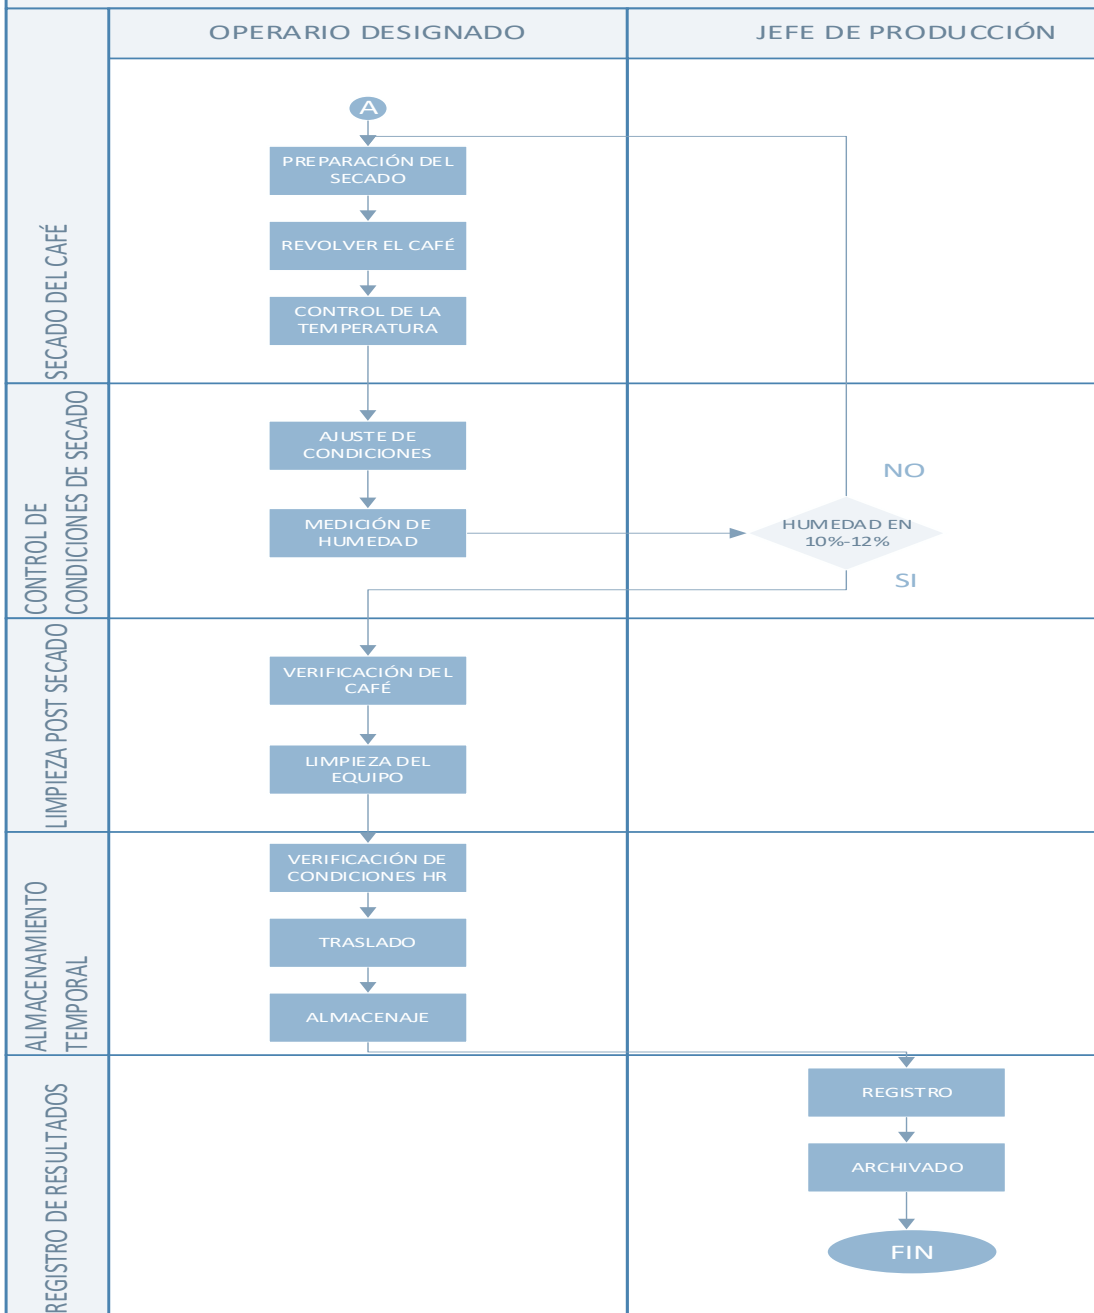 OPERARIO DESIGNADO
JEFE DE PRODUCCIÓN
SECADO DEL CAFÉ
A
PREPARACIÓN DEL
SECADO
REVOLVER EL CAFÉ
CONTROL DE LA
TEMPERATURA
CONTROL DE
CONDICIONES DE SECADO
AJUSTE DE
CONDICIONES
MEDICIÓN DE
HUMEDAD
NO
HUMEDAD EN
10%-12%
SI
LIMPIEZA POST SECADO
VERIFICACIÓN DEL
CAFÉ
LIMPIEZA DEL
EQUIPO
ALMACENAMIENTO
TEMPORAL
VERIFICACIÓN DE
CONDICIONES HR
TRASLADO
ALMACENAJE
REGISTRO DE RESULTADOS
REGISTRO
ARCHIVADO
FIN